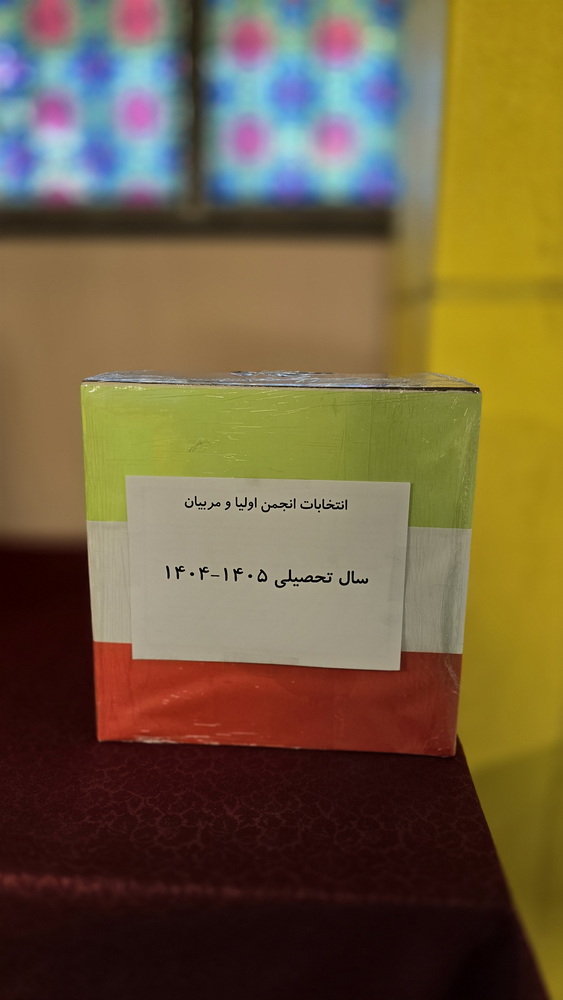 انتخابات انجمن اولیا و مربیان
سال تحصیلی ۱۴۰۵-۱۴۰۴